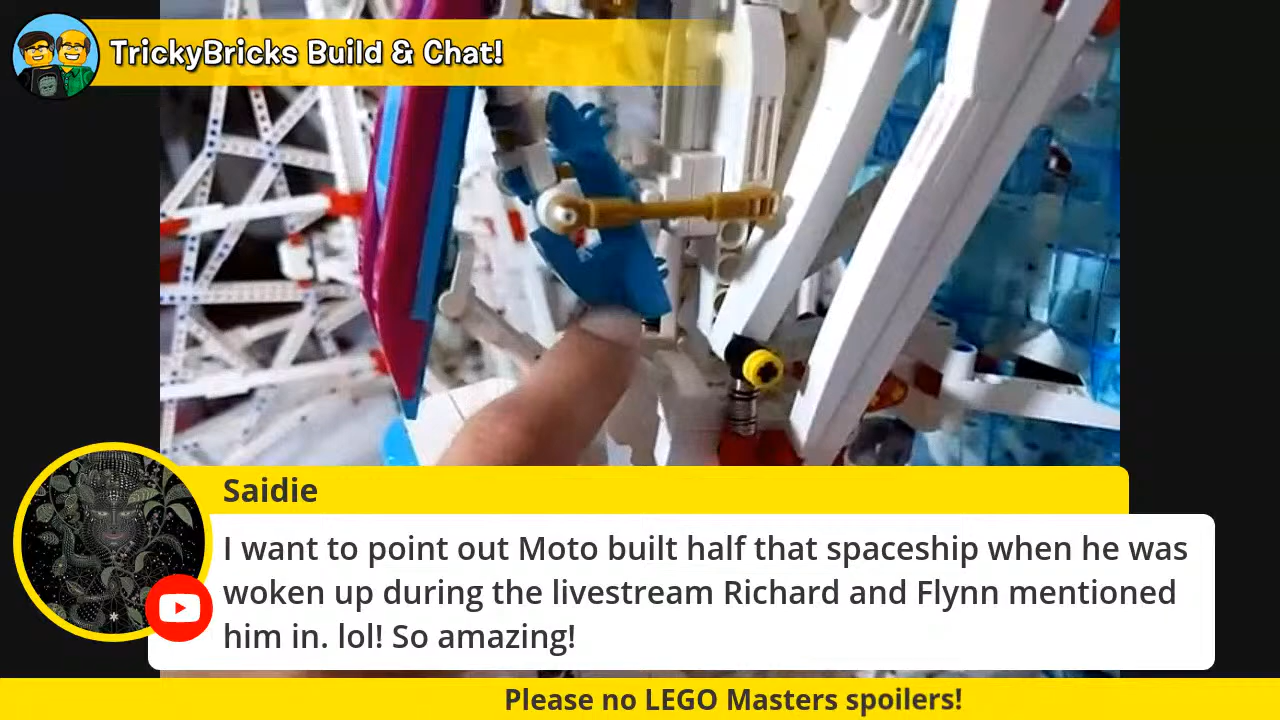 TrickyBricks Build & Chat!
Saidie
I want to point out Moto built half that spaceship when he was
woken up during the livestream Richard and Flynn mentioned
him in. lol! So amazing!
Please no LEGO Masters spoilers!